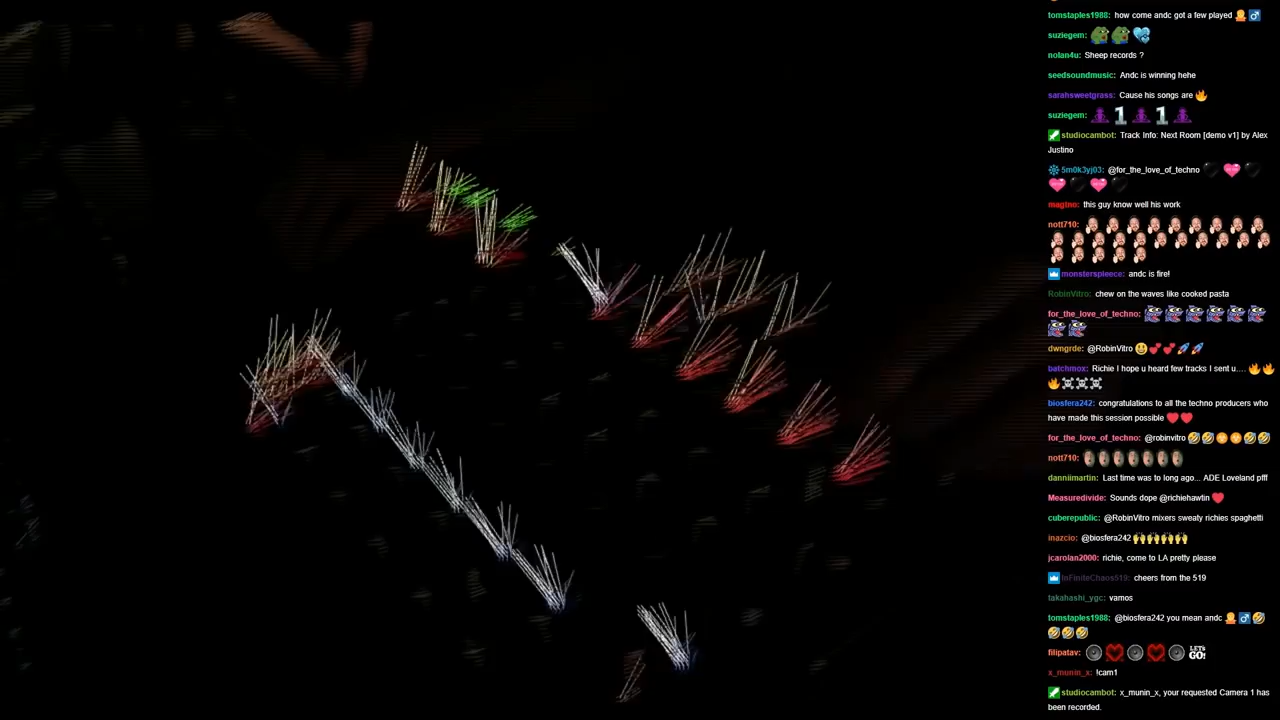 tomstaples1988: how come andc got a few played 🤷‍♂️
suziegem:
nolan4u: Sheep records ?
seedsoundmusic: Andc is winning hehe
sarahsweetgrass: Cause his songs are 🔥
suziegem: 1 1
studiocambot: Track Info: Next Room [demo v1] by Alex
Justino
5m0k3yj03: @for_the_love_of_techno 🖤 💖 🖤
💖 🖤 💖 🖤
magtno: this guy know well his work
nott710:
monsterspieece: andc is fire!
RobinVitro: chew on the waves like cooked pasta
for_the_love_of_techno:
dwngrde: @RobinVitro 😃💕💕🚀🚀
batchmox: Richie I hope u heard few tracks I sent u.... 🔥🔥
🔥☠☠☠
biosfera242: congratulations to all the techno producers who
have made this session possible ❤❤
for_the_love_of_techno: @robinvitro 🤣🤣🤣🤣
nott710:
danniimartin: Last time was to long ago... ADE Loveland pfff
Measuredivide: Sounds dope @richiehawtin ❤
cuberepublic: @RobinVitro mixers sweaty richies spaghetti
inazcio: @biosfera242 🙌🙌🙌🙌
jcarolan2000: richie, come to LA pretty please
InFiniteChaos519: cheers from the 519
takahashi_ygc: vamos
tomstaples1988: @biosfera242 you mean andc 🤷‍♂️🤣
🤣🤣🤣
filipatav: LET'S GO!
x_munin_x: !cam1
studiocambot: x_munin_x, your requested Camera 1 has
been recorded.